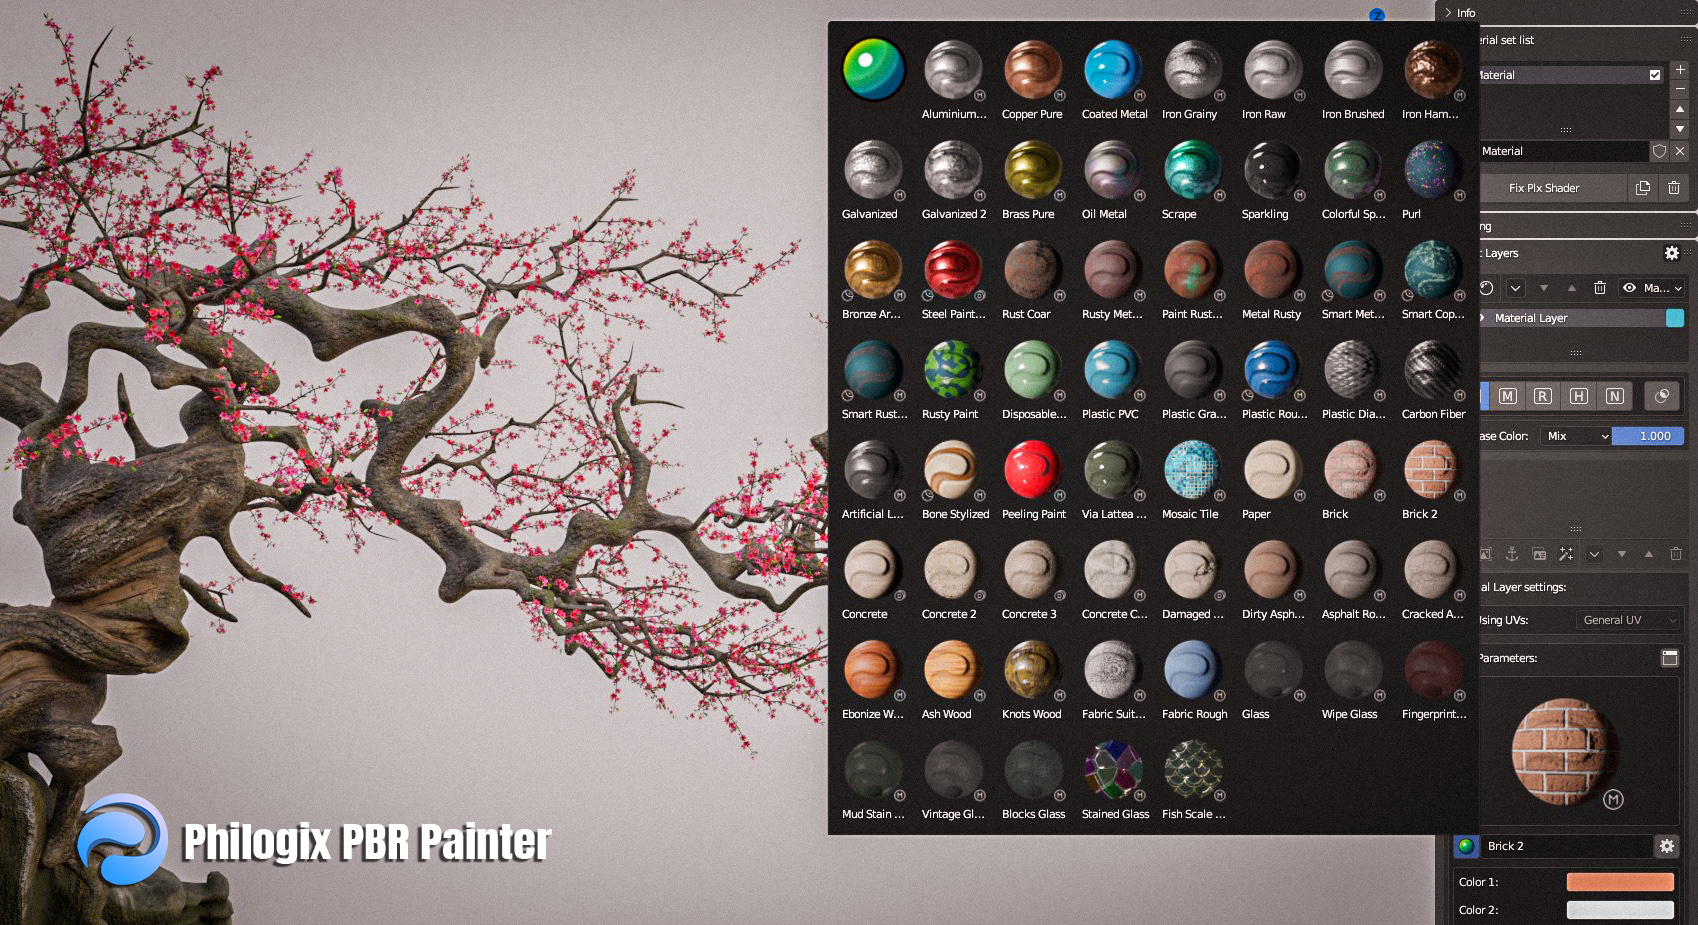 Z
Info
erial set list
Material
Material
Fix Plx Shader
ng
Layers
Ma...
Material Layer
M R H N
ase Color: Mix 1.000
al Layer settings:
Using UVs: General UV
Parameters:
M
Brick 2
Color 1:
Color 2:
Aluminium... Copper Pure Coated Metal Iron Grainy Iron Raw Iron Brushed Iron Ham...
Galvanized Galvanized 2 Brass Pure Oil Metal Scrape Sparkling Colorful Sp... Purl
Bronze Ar... Steel Paint... Rust Coar Rusty Met... Paint Rust... Metal Rusty Smart Met... Smart Cop...
Smart Rust... Rusty Paint Disposable... Plastic PVC Plastic Gra... Plastic Rou... Plastic Dia... Carbon Fiber
Artificial L... Bone Stylized Peeling Paint Via Lattea ... Mosaic Tile Paper Brick Brick 2
Concrete Concrete 2 Concrete 3 Concrete C... Damaged ... Dirty Asph... Asphalt Ro... Cracked A...
Ebonize W... Ash Wood Knots Wood Fabric Suit... Fabric Rough Glass Wipe Glass Fingerprint...
Mud Stain ... Vintage Gl... Blocks Glass Stained Glass Fish Scale ...
Philogix PBR Painter